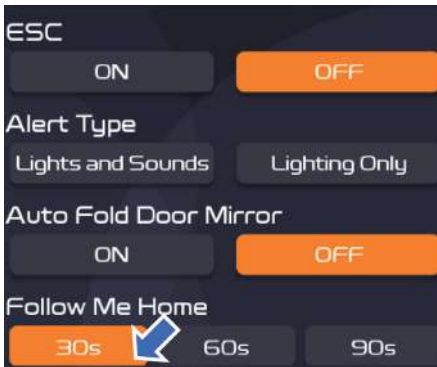 ESC
ON OFF
Alert Type
Lights and Sounds Lighting Only
Auto Fold Door Mirror
ON OFF
Follow Me Home
30s 60s 90s